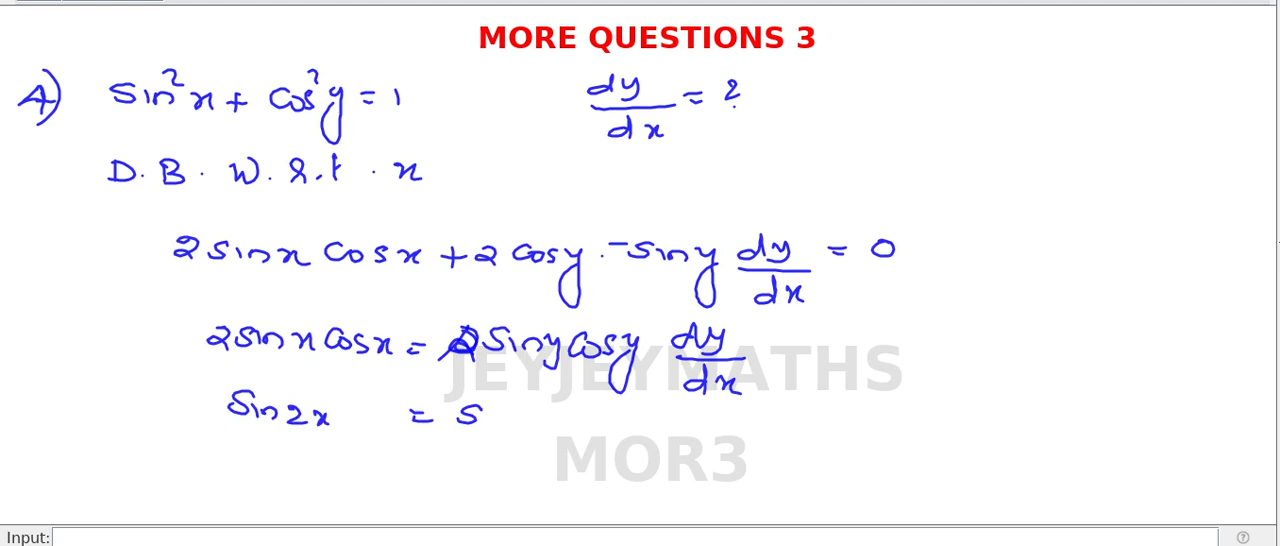 MORE QUESTIONS 3
A) sin²x + cos²y = 1 dy/dx = ?
D.B.W.r.t.x
2sinx cosx + 2cosy . -siny dy/dx = 0
2sinx cosx = 2siny cosy dy/dx
Sin2x = S
JEYJEYMATHS
MOR3
Input: